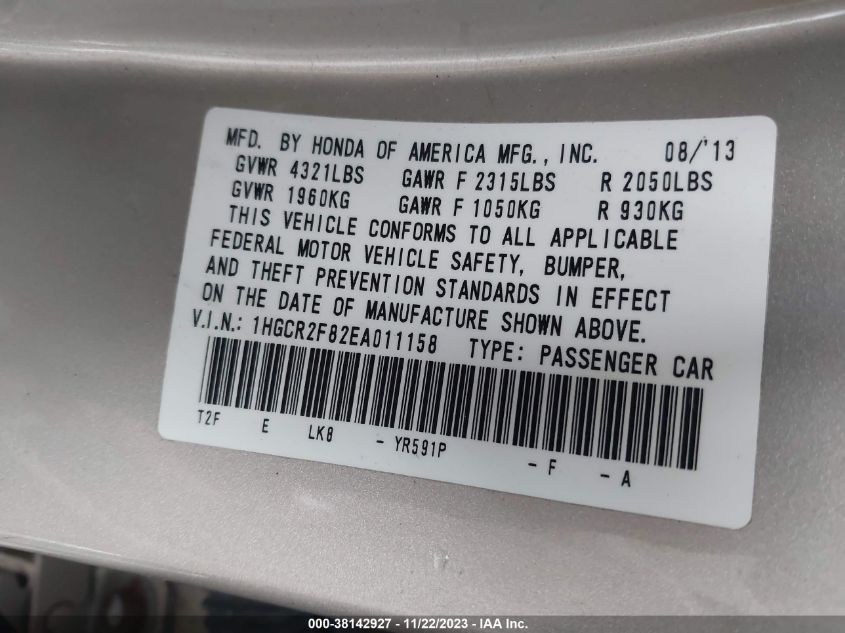 MFD. BY HONDA OF AMERICA MFG., INC. 08/'13
GVWR 4321LBS GAWR F 2315LBS R 2050LBS
GVWR 1960KG GAWR F 1050KG R 930KG
THIS VEHICLE CONFORMS TO ALL APPLICABLE
FEDERAL MOTOR VEHICLE SAFETY, BUMPER,
AND THEFT PREVENTION STANDARDS IN EFFECT
ON THE DATE OF MANUFACTURE SHOWN ABOVE.
V.I.N.: 1HGCR2F82EA011158 TYPE: PASSENGER CAR
T2F E LK8 - YR591P - F - A
000-38142927 - 11/22/2023 - IAA Inc.